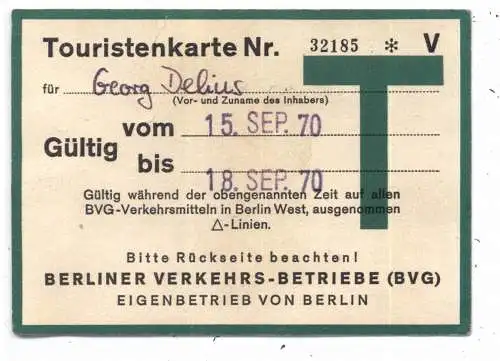 Touristenkarte Nr. 32185 * V
für Georg Delius
(Vor- und Zuname des Inhabers)
T
Gültig vom 15. SEP. 70
bis 18. SEP. 70
Gültig während der obengenannten Zeit auf allen
BVG-Verkehrsmitteln in Berlin West, ausgenommen
△-Linien.
Bitte Rückseite beachten!
BERLINER VERKEHRS-BETRIEBE (BVG)
EIGENBETRIEB VON BERLIN